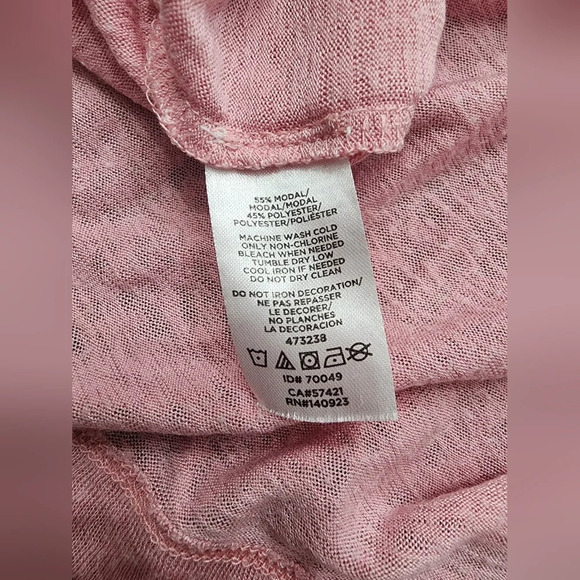 55% MODAL/
MODAL/MODAL
45% POLYESTER/
POLYESTER/POLIÉSTER
MACHINE WASH COLD
ONLY NON-CHLORINE
BLEACH WHEN NEEDED
TUMBLE DRY LOW
COOL IRON IF NEEDED
DO NOT DRY CLEAN
DO NOT IRON DECORATION/
NE PAS REPASSER
LE DECORER/
NO PLANCHES
LA DECORACION
473238
ID# 70049
CA#57421
RN#140923